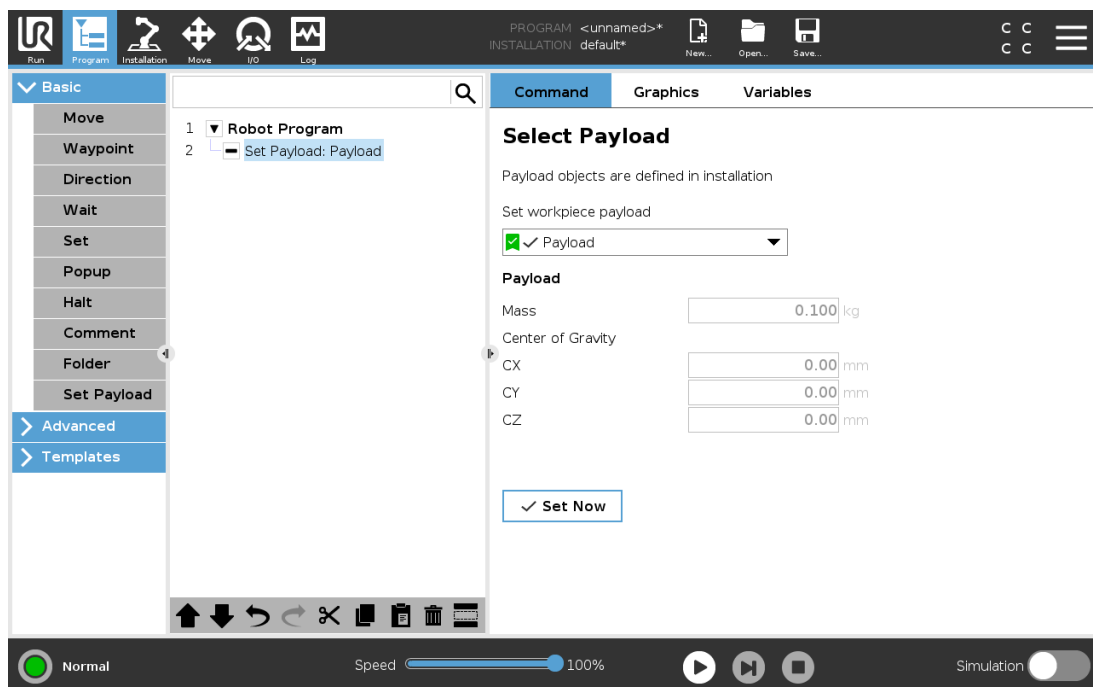 PROGRAM <unnamed>*
INSTALLATION default*
UR
Run
Program
Installation
Move
I/O
Log
New...
Open...
Save...
C C
C C
Basic
Move
Waypoint
Direction
Wait
Set
Popup
Halt
Comment
Folder
Set Payload
Advanced
Templates
1 Robot Program
2 Set Payload: Payload
Command Graphics Variables
Select Payload
Payload objects are defined in installation
Set workpiece payload
Payload
Payload
Mass 0.100 kg
Center of Gravity
CX 0.00 mm
CY 0.00 mm
CZ 0.00 mm
Set Now
Normal
Speed 100%
Simulation